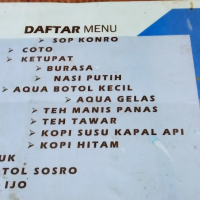 DAFTAR MENU
➢ SOP KONRO
➢ COTO
➢ KETUPAT
➢ BURASA
➢ NASI PUTIH
➢ AQUA BOTOL KECIL
➢ AQUA GELAS
➢ TEH MANIS PANAS
➢ TEH TAWAR
➢ KOPI SUSU KAPAL API
➢ KOPI HITAM
UK
TOL SOSRO
IJO